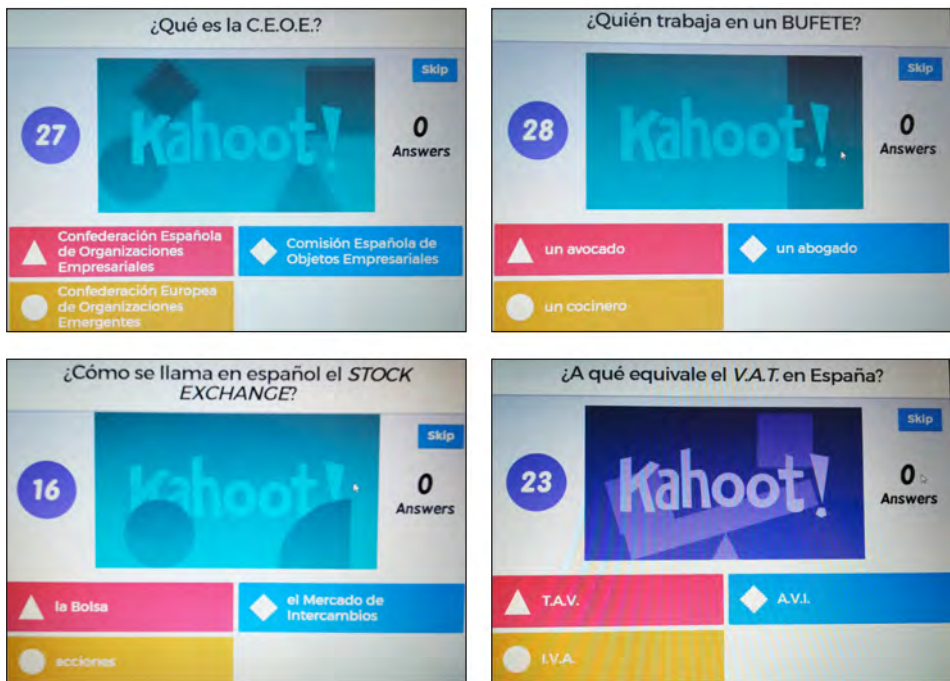 ¿Qué es la C.E.O.E.?
Skip
27
Kahoot!
0
Answers
Confederación Española
de Organizaciones
Empresariales
Comisión Española de
Objetos Empresariales
Confederación Europea
de Organizaciones
Emergentes
¿Quién trabaja en un BUFETE?
Skip
28
Kahoot!
0
Answers
un avocado
un abogado
un cocinero
¿Cómo se llama en español el STOCK
EXCHANGE?
Skip
16
Kahoot!
0
Answers
la Bolsa
el Mercado de
Intercambios
acciones
¿A qué equivale el V.A.T. en España?
Skip
23
Kahoot!
0
Answers
T.A.V.
A.V.I.
I.V.A.